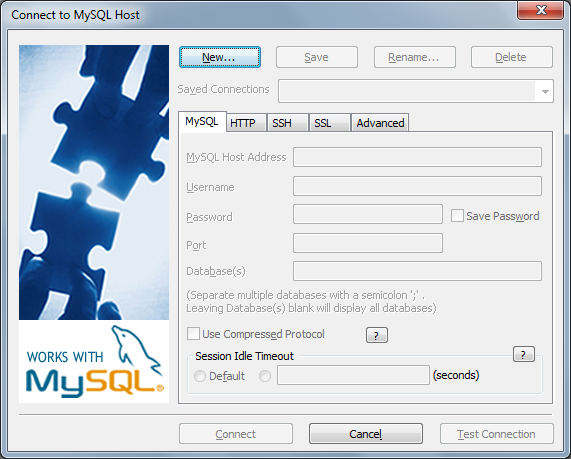 Connect to MySQL Host
New...
Save
Rename...
Delete
Saved Connections
MySQL
HTTP
SSH
SSL
Advanced
MySQL Host Address
Username
Password
Save Password
Port
Database(s)
(Separate multiple databases with a semicolon ';' .
Leaving Database(s) blank will display all databases)
Use Compressed Protocol
?
Session Idle Timeout
?
Default
(seconds)
WORKS WITH
MySQL®
Connect
Cancel
Test Connection